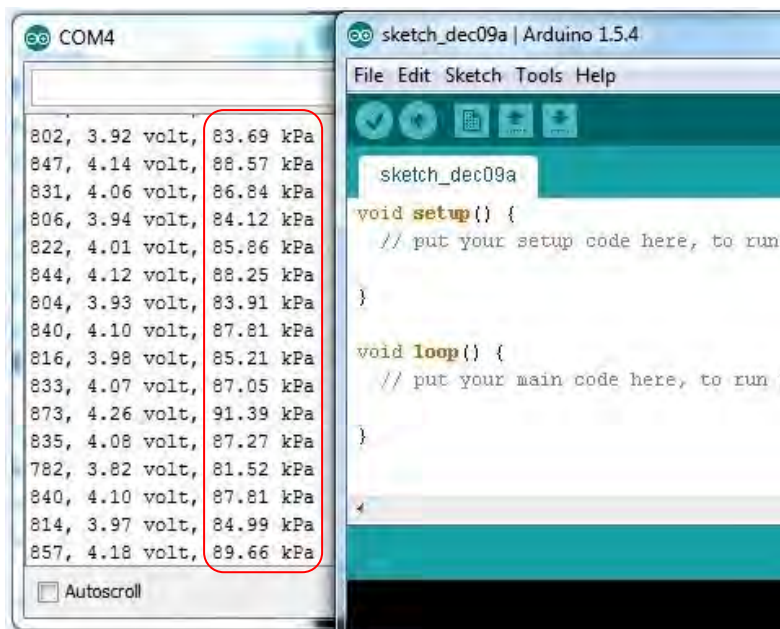 COM4
802, 3.92 volt, 83.69 kPa
847, 4.14 volt, 88.57 kPa
831, 4.06 volt, 86.84 kPa
806, 3.94 volt, 84.12 kPa
822, 4.01 volt, 85.86 kPa
844, 4.12 volt, 88.25 kPa
804, 3.93 volt, 83.91 kPa
840, 4.10 volt, 87.81 kPa
816, 3.98 volt, 85.21 kPa
833, 4.07 volt, 87.05 kPa
873, 4.26 volt, 91.39 kPa
835, 4.08 volt, 87.27 kPa
782, 3.82 volt, 81.52 kPa
840, 4.10 volt, 87.81 kPa
814, 3.97 volt, 84.99 kPa
857, 4.18 volt, 89.66 kPa
Autoscroll
sketch_dec09a | Arduino 1.5.4
File Edit Sketch Tools Help
sketch_dec09a
void setup() {
// put your setup code here, to run
}
void loop() {
// put your main code here, to run
}